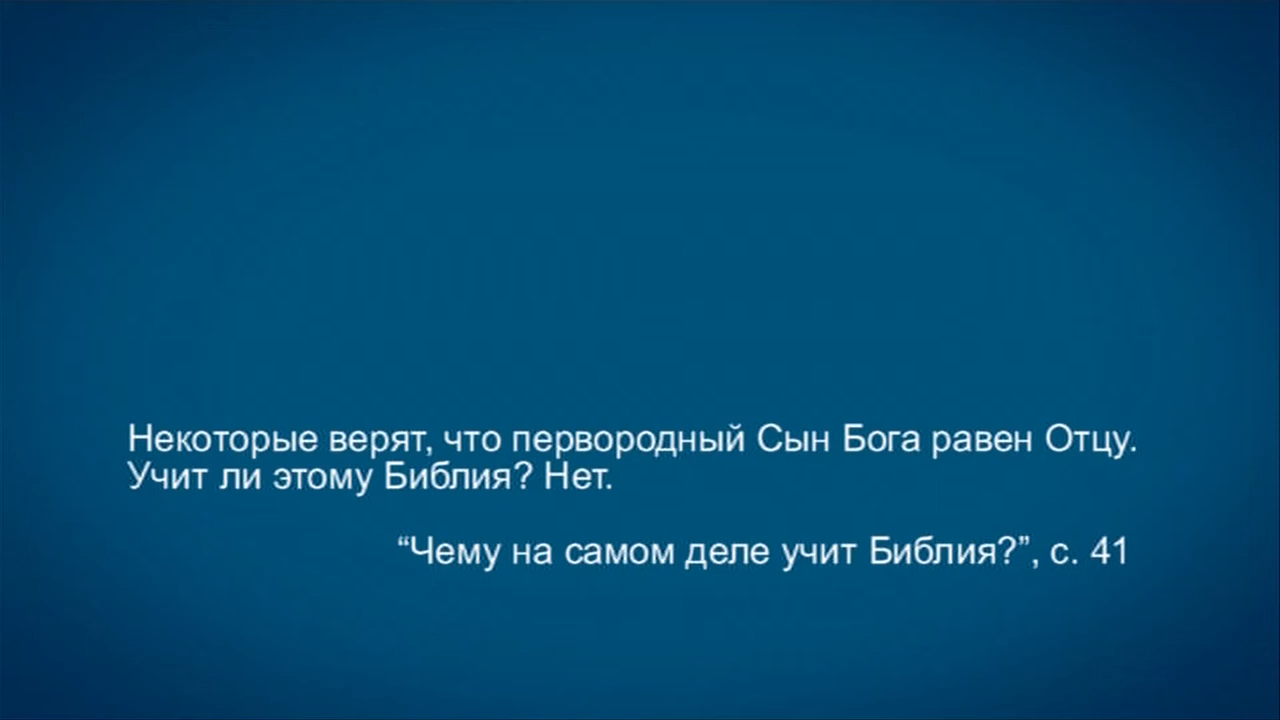 Некоторые верят, что первородный Сын Бога равен Отцу.
Учит ли этому Библия? Нет.
“Чему на самом деле учит Библия?”, с. 41